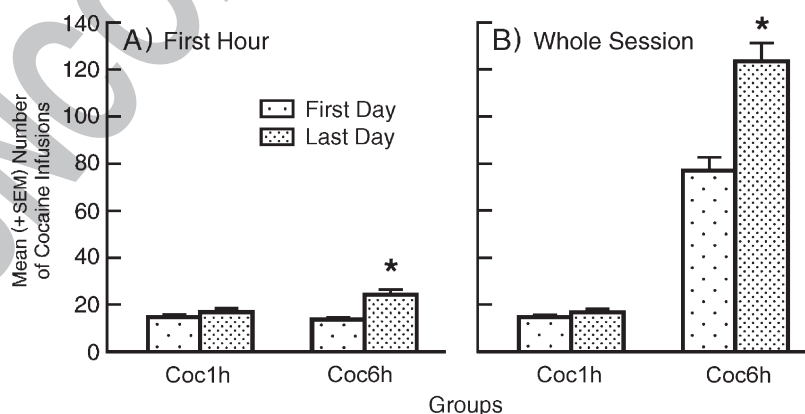 A) First Hour
B) Whole Session
*
140
120
100
80
60
40
20
0
Mean (+SEM) Number
of Cocaine Infusions
First Day
Last Day
*
Coc1h
Coc6h
Coc1h
Coc6h
Groups